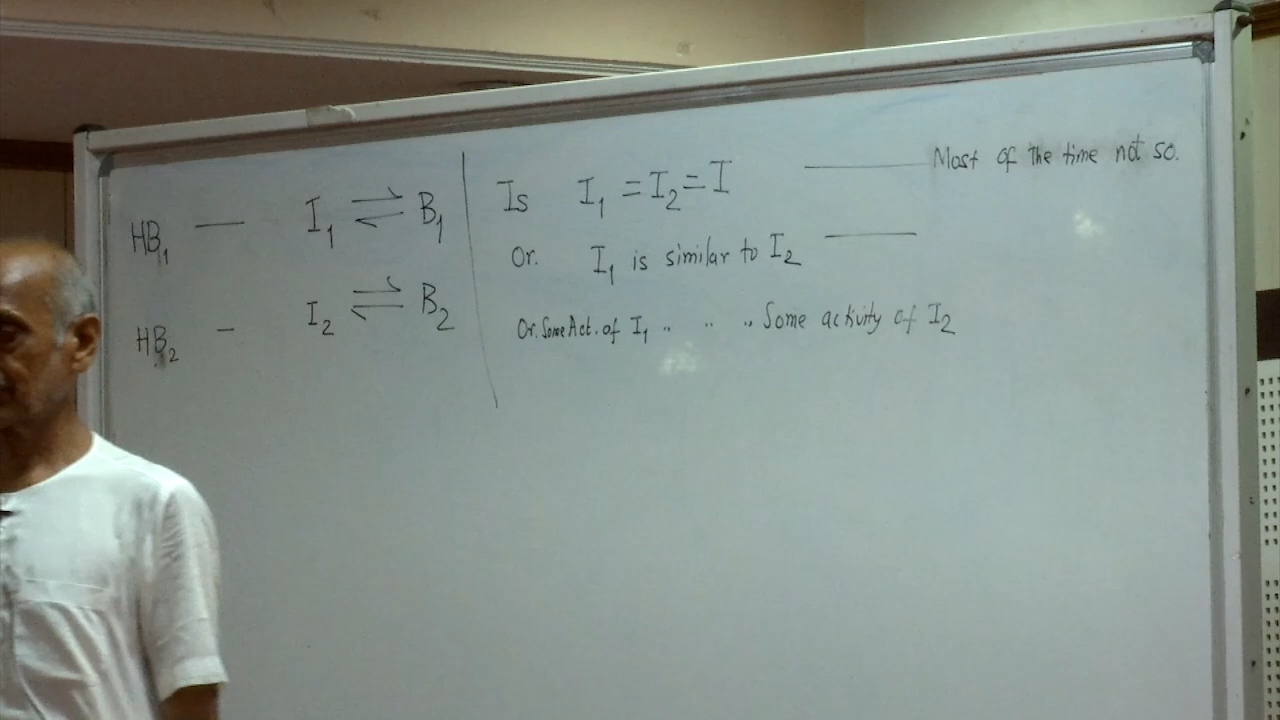 HB₁ — I₁ ⇌ B₁
HB₂ – I₂ ⇌ B₂
Is I₁ = I₂ = I —— Most of the time not so.
Or. I₁ is similar to I₂ ——
Or. Some Act. of I₁ " " " Some activity of I₂